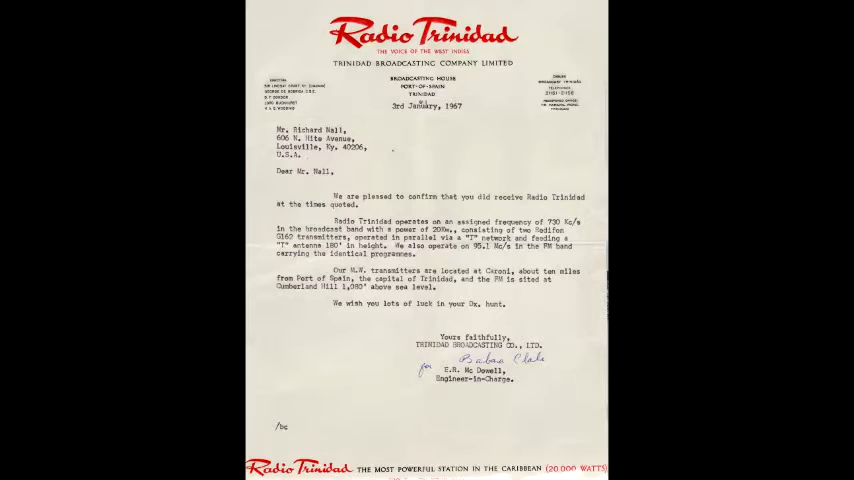 Radio Trinidad
THE VOICE OF THE WEST INDIES
TRINIDAD BROADCASTING COMPANY LIMITED
BROADCASTING HOUSE
PORT-OF-SPAIN
TRINIDAD
3rd January, 1967
Mr. Richard Nall,
606 N. Hite Avenue,
Louisville, Ky. 40206,
U.S.A.
Dear Mr. Nall,
We are pleased to confirm that you did receive Radio Trinidad
at the times quoted.
Radio Trinidad operates on an assigned frequency of 730 Kc/s
in the broadcast band with a power of 20Kw., consisting of two Redifon
G162 transmitters, operated in parallel via a "T" network and feeding a
"T" antenna 180' in height. We also operate on 95.1 Mc/s in the FM band
carrying the identical programmes.
Our M.W. transmitters are located at Caroni, about ten miles
from Port of Spain, the capital of Trinidad, and the FM is sited at
Cumberland Hill 1,080' above sea level.
We wish you lots of luck in your Dx. hunt.
Yours faithfully,
TRINIDAD BROADCASTING CO., LTD.
for
E.R. Mc Dowell,
Engineer-in-Charge.
/bc
Radio Trinidad THE MOST POWERFUL STATION IN THE CARIBBEAN (20,000 WATTS)